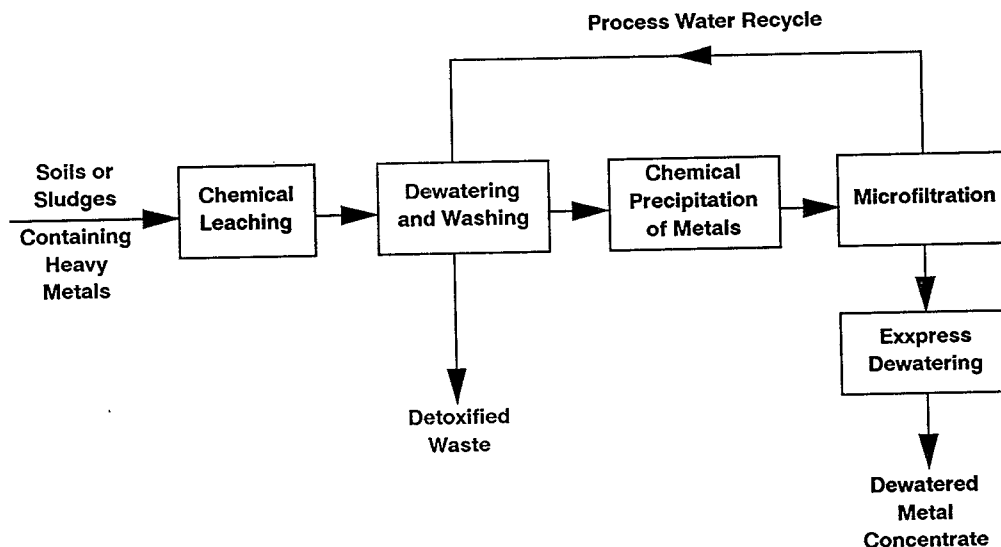 Process Water Recycle
Soils or
Sludges
Containing
Heavy
Metals
Chemical
Leaching
Dewatering
and Washing
Chemical
Precipitation
of Metals
Microfiltration
Exxpress
Dewatering
Detoxified
Waste
Dewatered
Metal
Concentrate